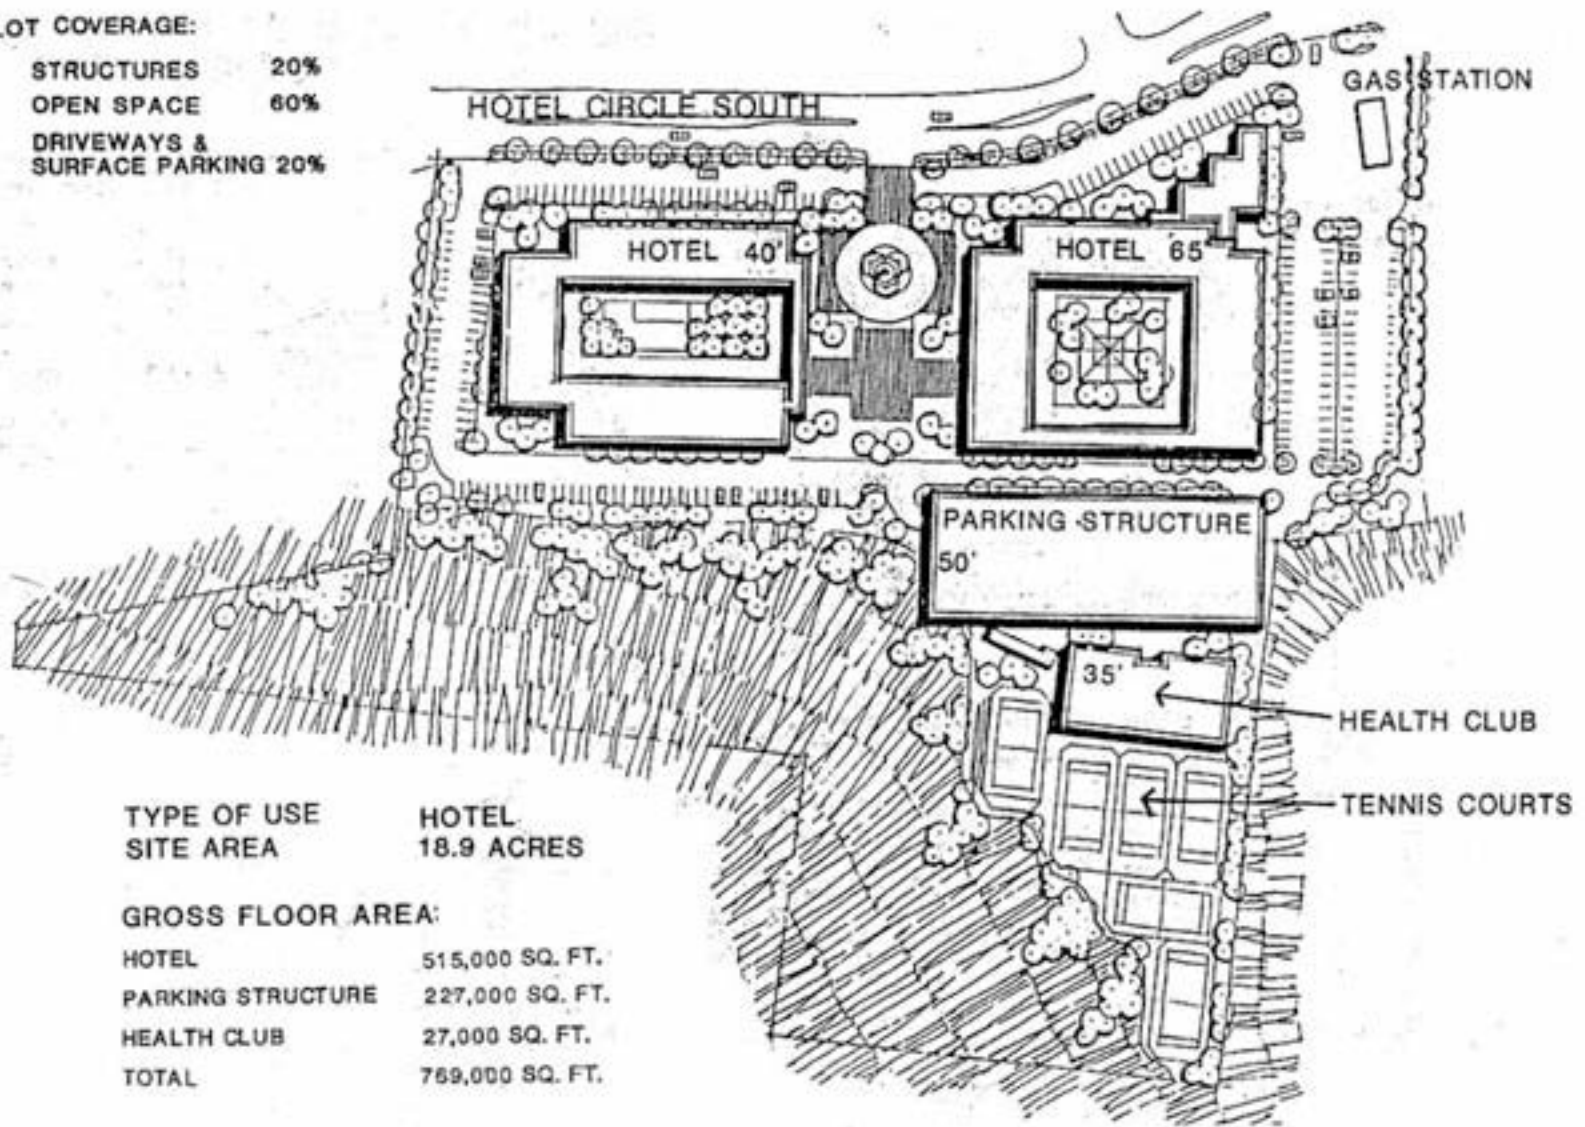 LOT COVERAGE:
STRUCTURES 20%
OPEN SPACE 60%
DRIVEWAYS &
SURFACE PARKING 20%
HOTEL CIRCLE SOUTH
GAS STATION
HOTEL 40'
HOTEL 65'
PARKING STRUCTURE
50'
35'
HEALTH CLUB
TENNIS COURTS
TYPE OF USE HOTEL
SITE AREA 18.9 ACRES
GROSS FLOOR AREA:
HOTEL 515,000 SQ. FT.
PARKING STRUCTURE 227,000 SQ. FT.
HEALTH CLUB 27,000 SQ. FT.
TOTAL 769,000 SQ. FT.